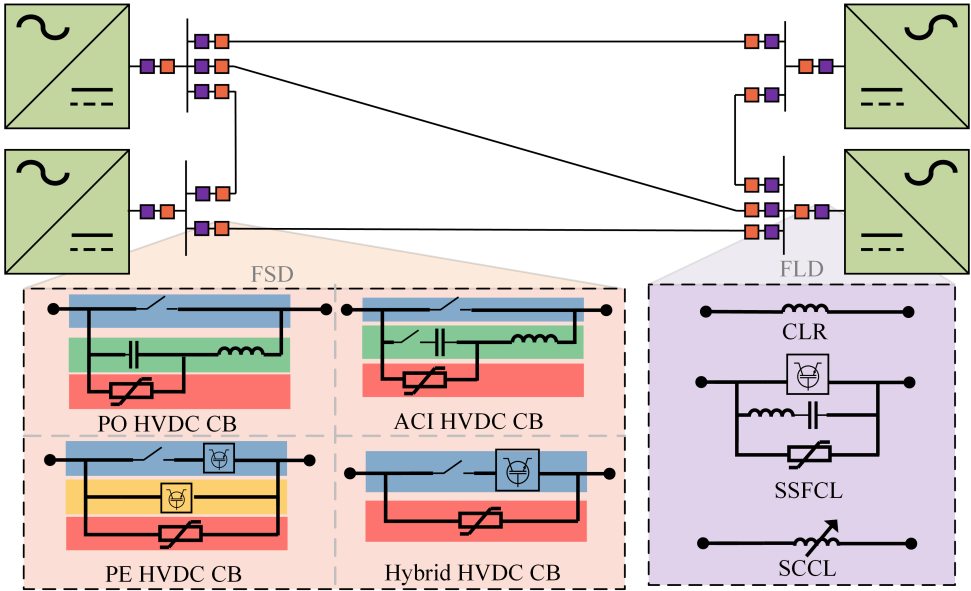 FSD
FLD
PO HVDC CB
ACI HVDC CB
PE HVDC CB
Hybrid HVDC CB
CLR
SSFCL
SCCL